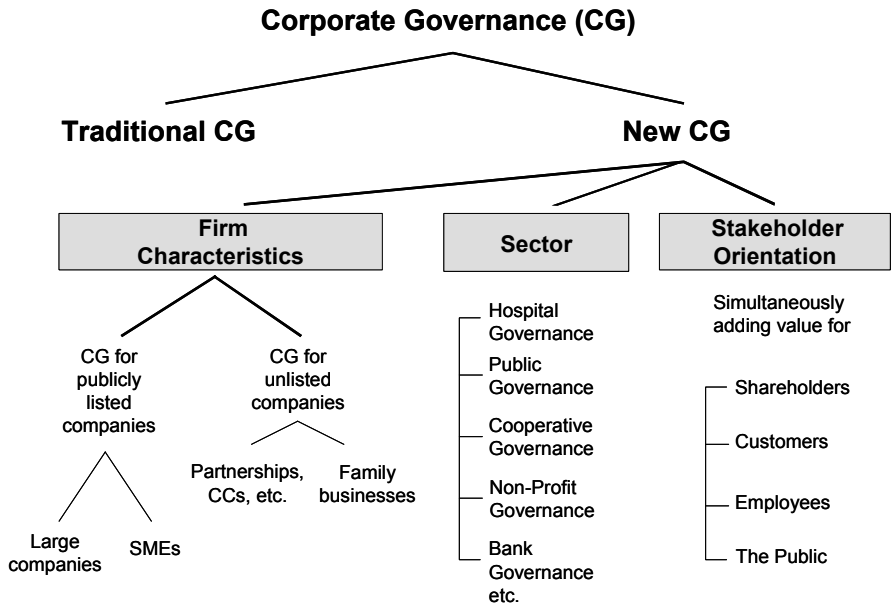 Corporate Governance (CG)
Traditional CG
New CG
Firm
Characteristics
Sector
Stakeholder
Orientation
CG for
publicly
listed
companies
CG for
unlisted
companies
Large
companies
SMEs
Partnerships,
CCs, etc.
Family
businesses
Hospital
Governance
Public
Governance
Cooperative
Governance
Non-Profit
Governance
Bank
Governance
etc.
Simultaneously
adding value for
Shareholders
Customers
Employees
The Public